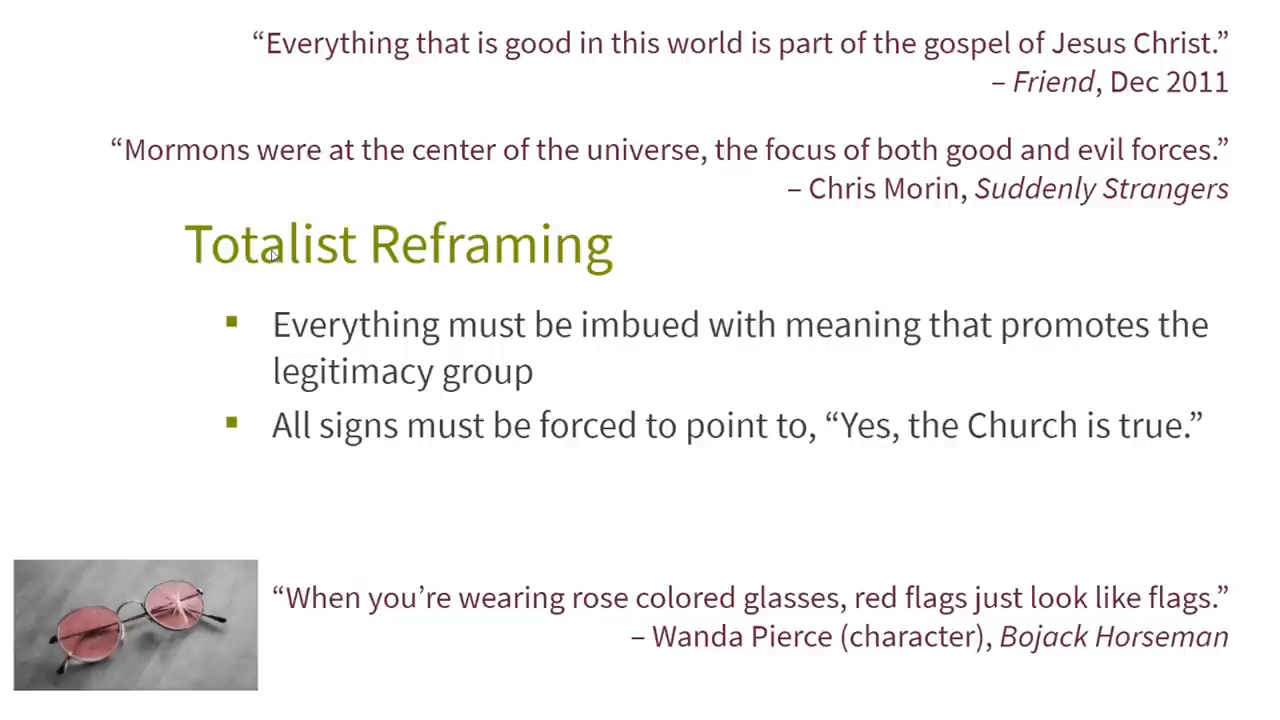 “Everything that is good in this world is part of the gospel of Jesus Christ.”
– Friend, Dec 2011
“Mormons were at the center of the universe, the focus of both good and evil forces.”
– Chris Morin, Suddenly Strangers
Totalist Reframing
▪ Everything must be imbued with meaning that promotes the
legitimacy group
▪ All signs must be forced to point to, “Yes, the Church is true.”
“When you’re wearing rose colored glasses, red flags just look like flags.”
– Wanda Pierce (character), Bojack Horseman